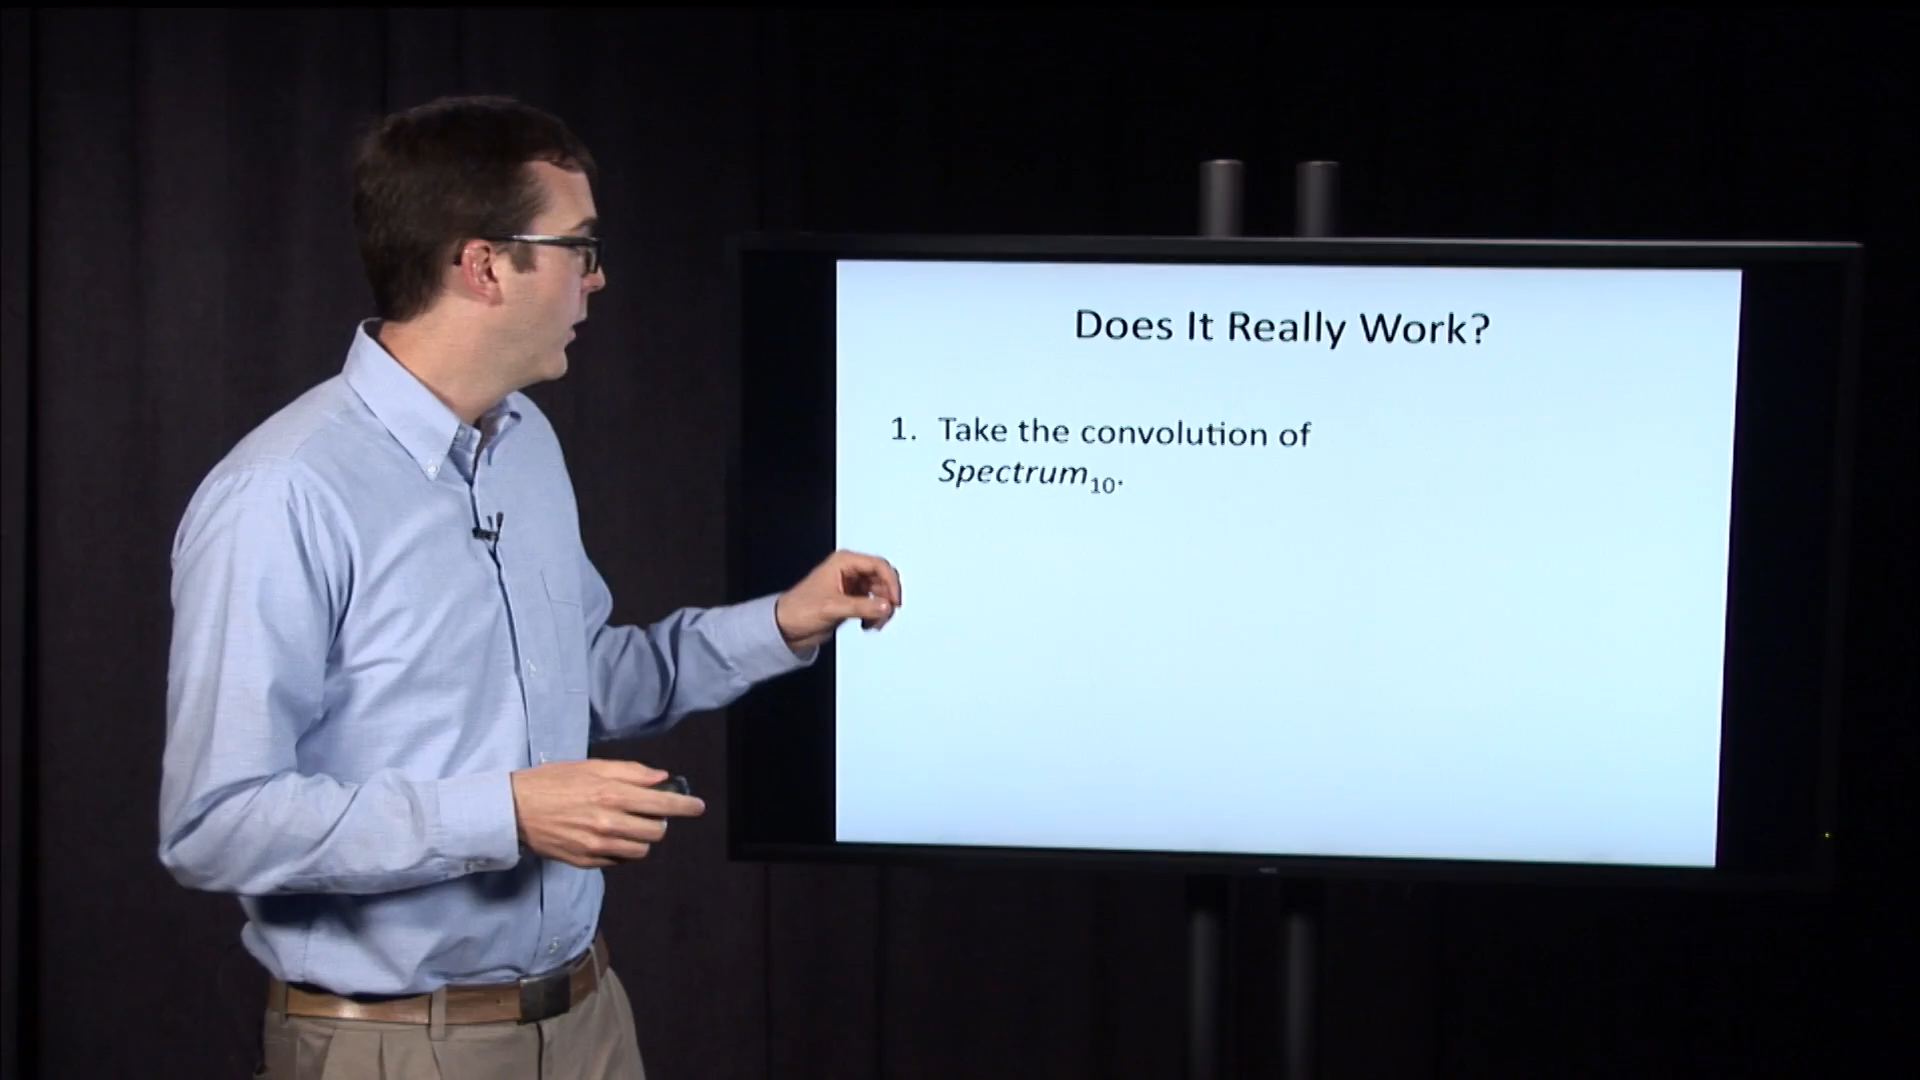 Does It Really Work?
1. Take the convolution of
Spectrum₁₀.